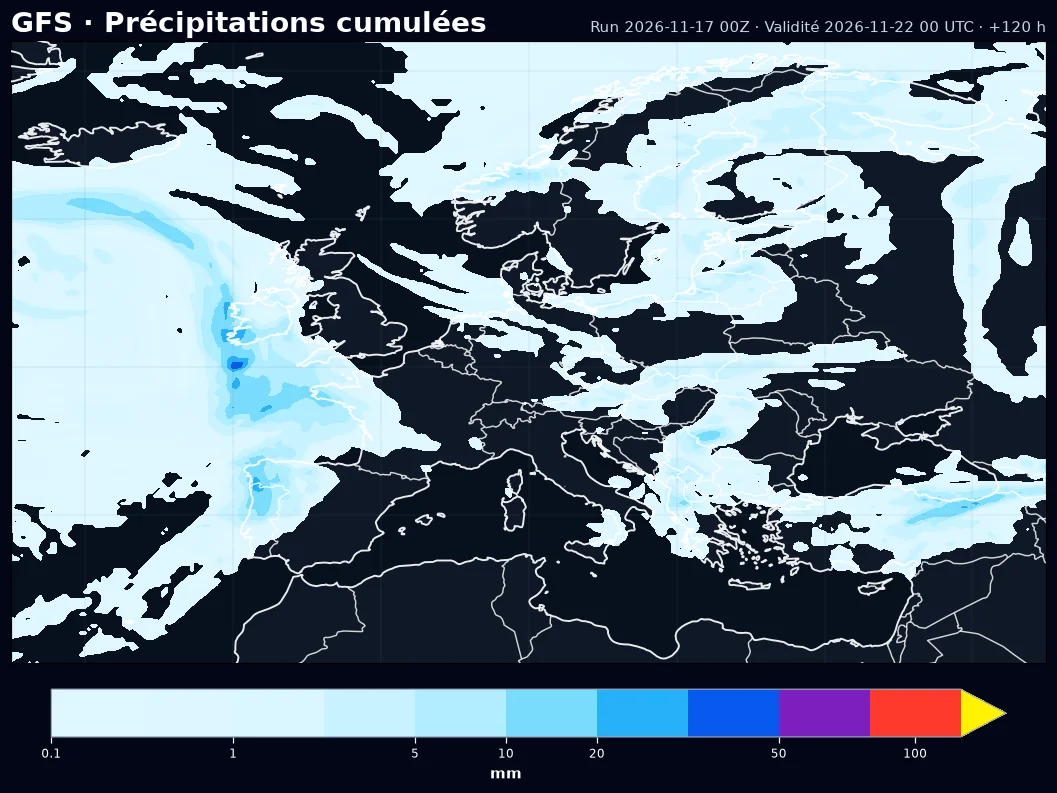 GFS · Précipitations cumulées
Run 2026-11-17 00Z · Validité 2026-11-22 00 UTC · +120 h
0.1 1 5 10 20 50 100
mm